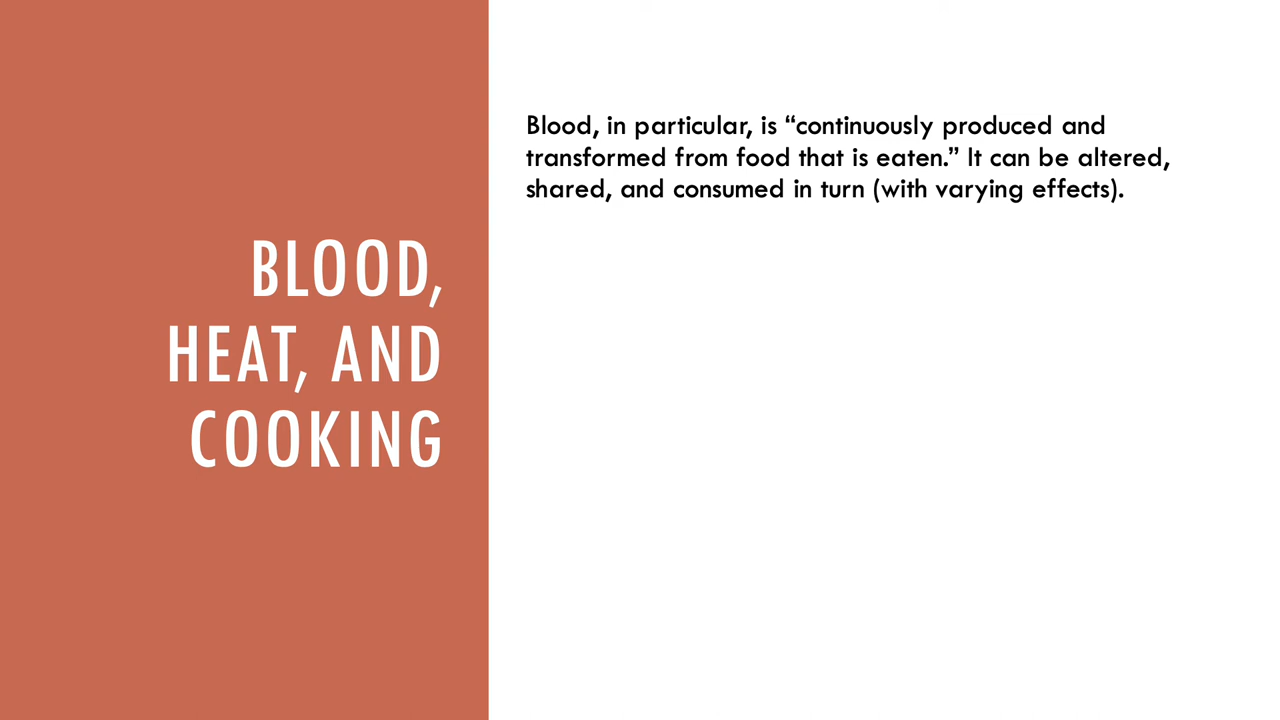 BLOOD,
HEAT, AND
COOKING
Blood, in particular, is “continuously produced and
transformed from food that is eaten.” It can be altered,
shared, and consumed in turn (with varying effects).